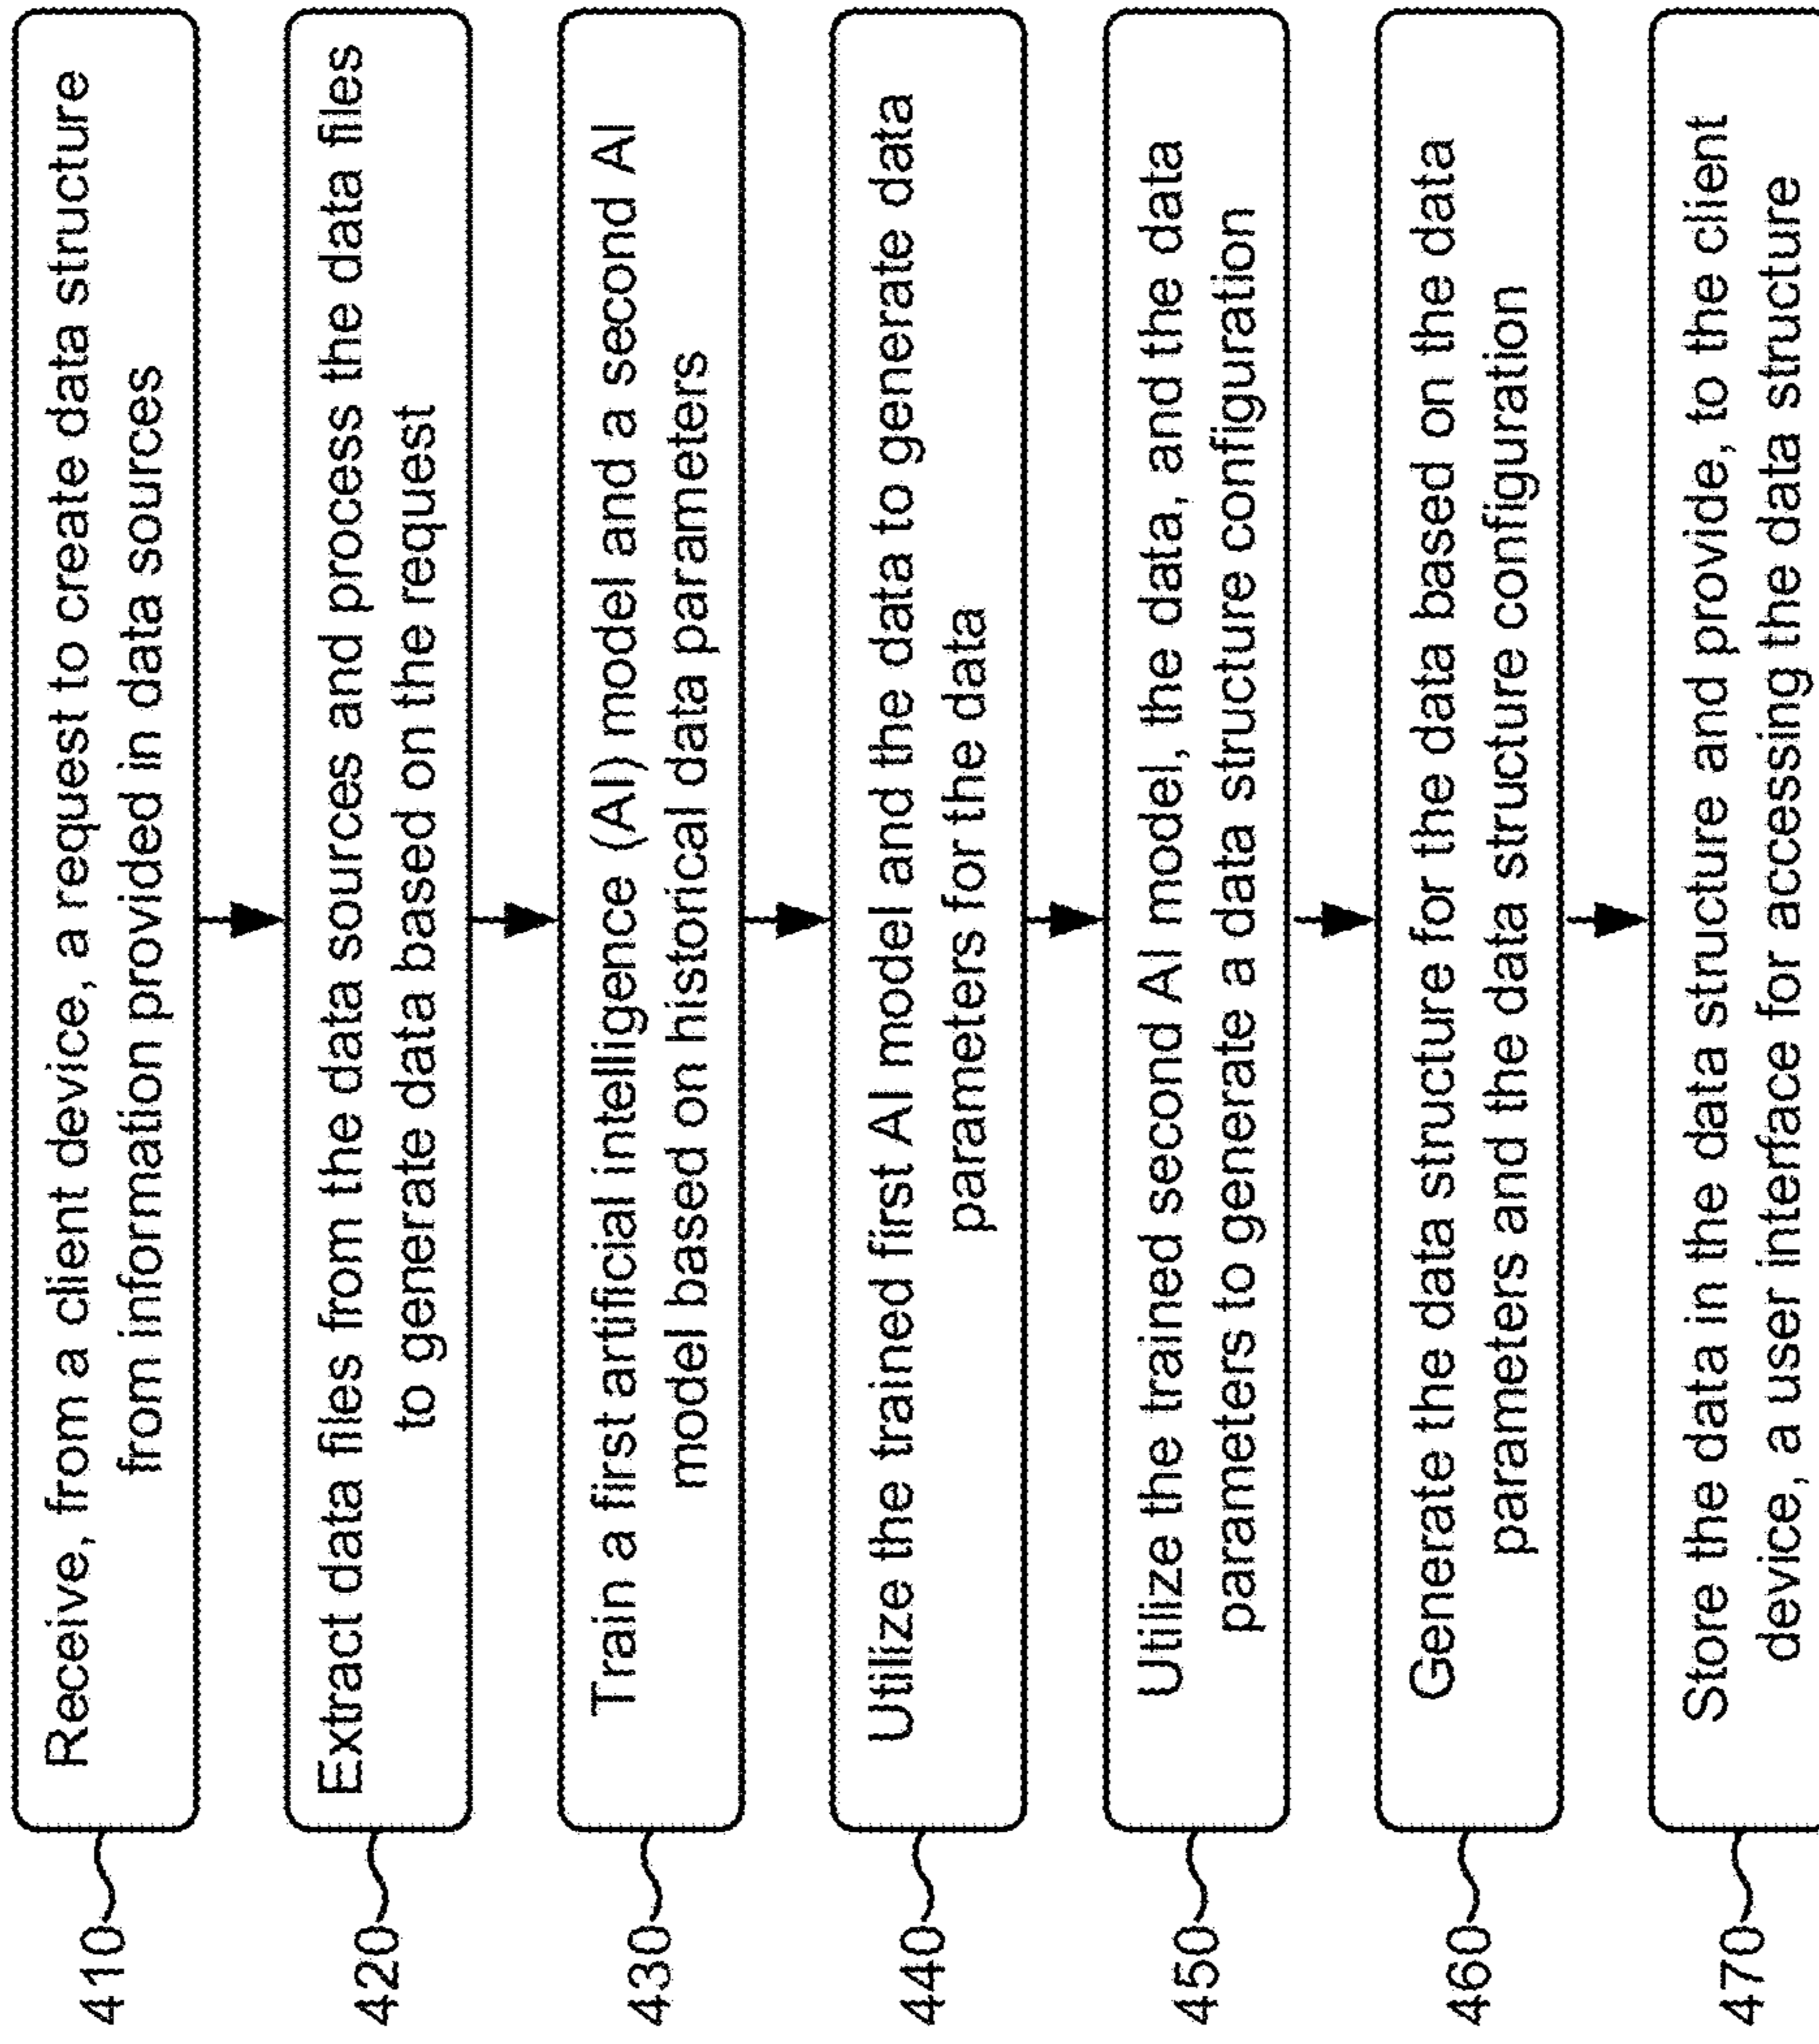 410
Receive, from a client device, a request to create data structure
from information provided in data sources
420
Extract data files from the data sources and process the data files
to generate data based on the request
430
Train a first artificial intelligence (AI) model and a second AI
model based on historical data parameters
440
Utilize the trained first AI model and the data to generate data
parameters for the data
450
Utilize the trained second AI model, the data, and the data
parameters to generate a data structure configuration
460
Generate the data structure for the data based on the data
parameters and the data structure configuration
470
Store the data in the data structure and provide, to the client
device, a user interface for accessing the data structure